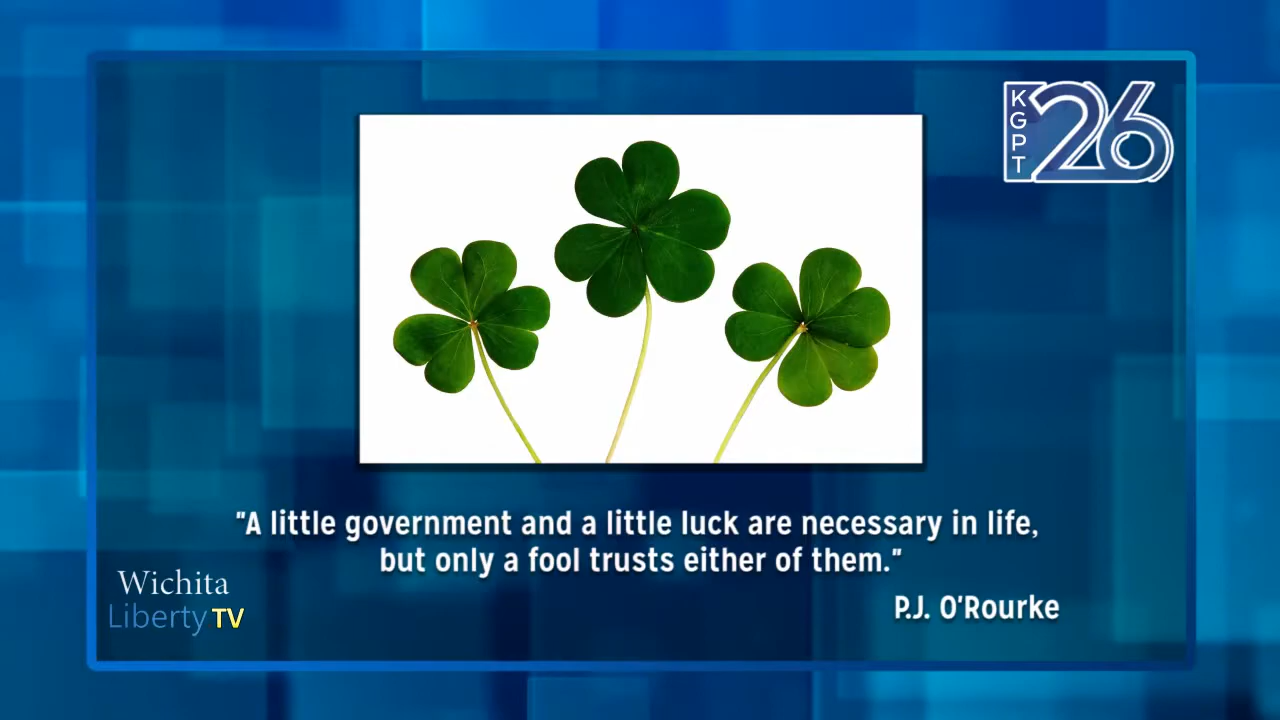 KGPT
26
"A little government and a little luck are necessary in life,
but only a fool trusts either of them."
P.J. O'Rourke
Wichita
Liberty TV